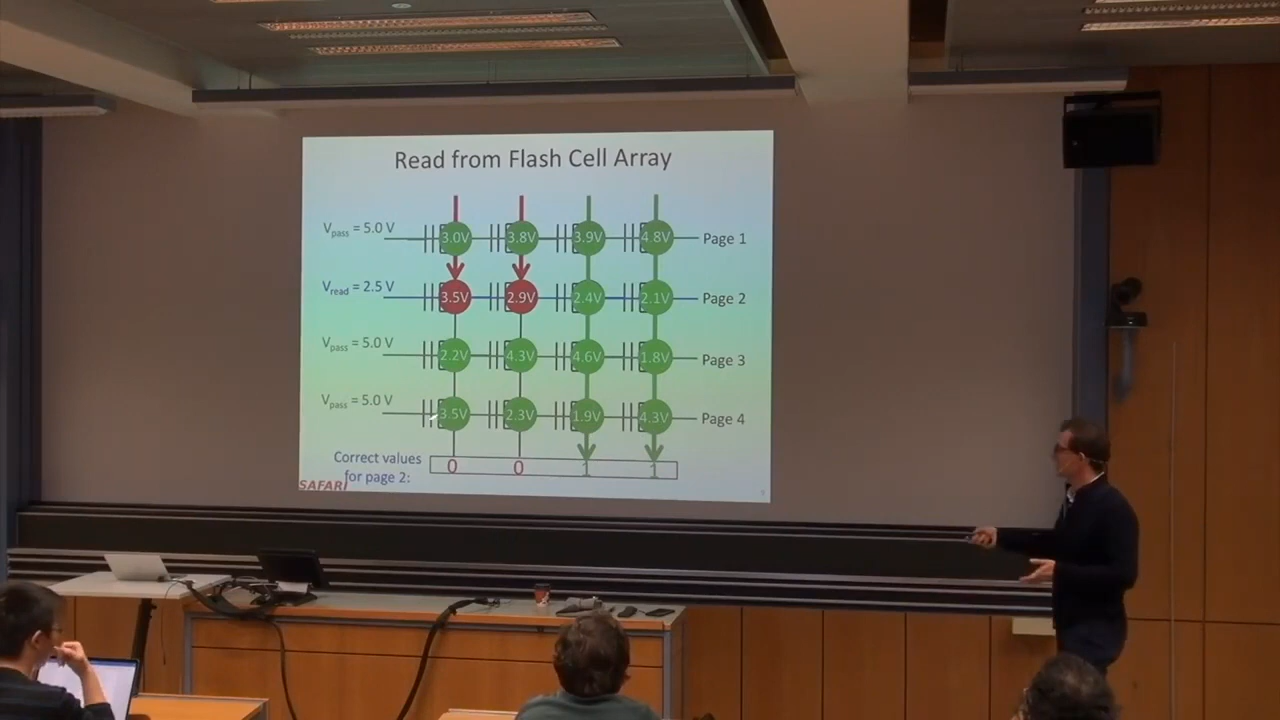 Read from Flash Cell Array
Vpass = 5.0 V 3.0V 3.8V 3.9V 4.8V Page 1
Vread = 2.5 V 3.5V 2.9V 2.4V 2.1V Page 2
Vpass = 5.0 V 2.2V 4.3V 4.6V 1.8V Page 3
Vpass = 5.0 V 3.5V 2.3V 1.9V 4.3V Page 4
Correct values
for page 2: 0 0 1 1
SAFARI